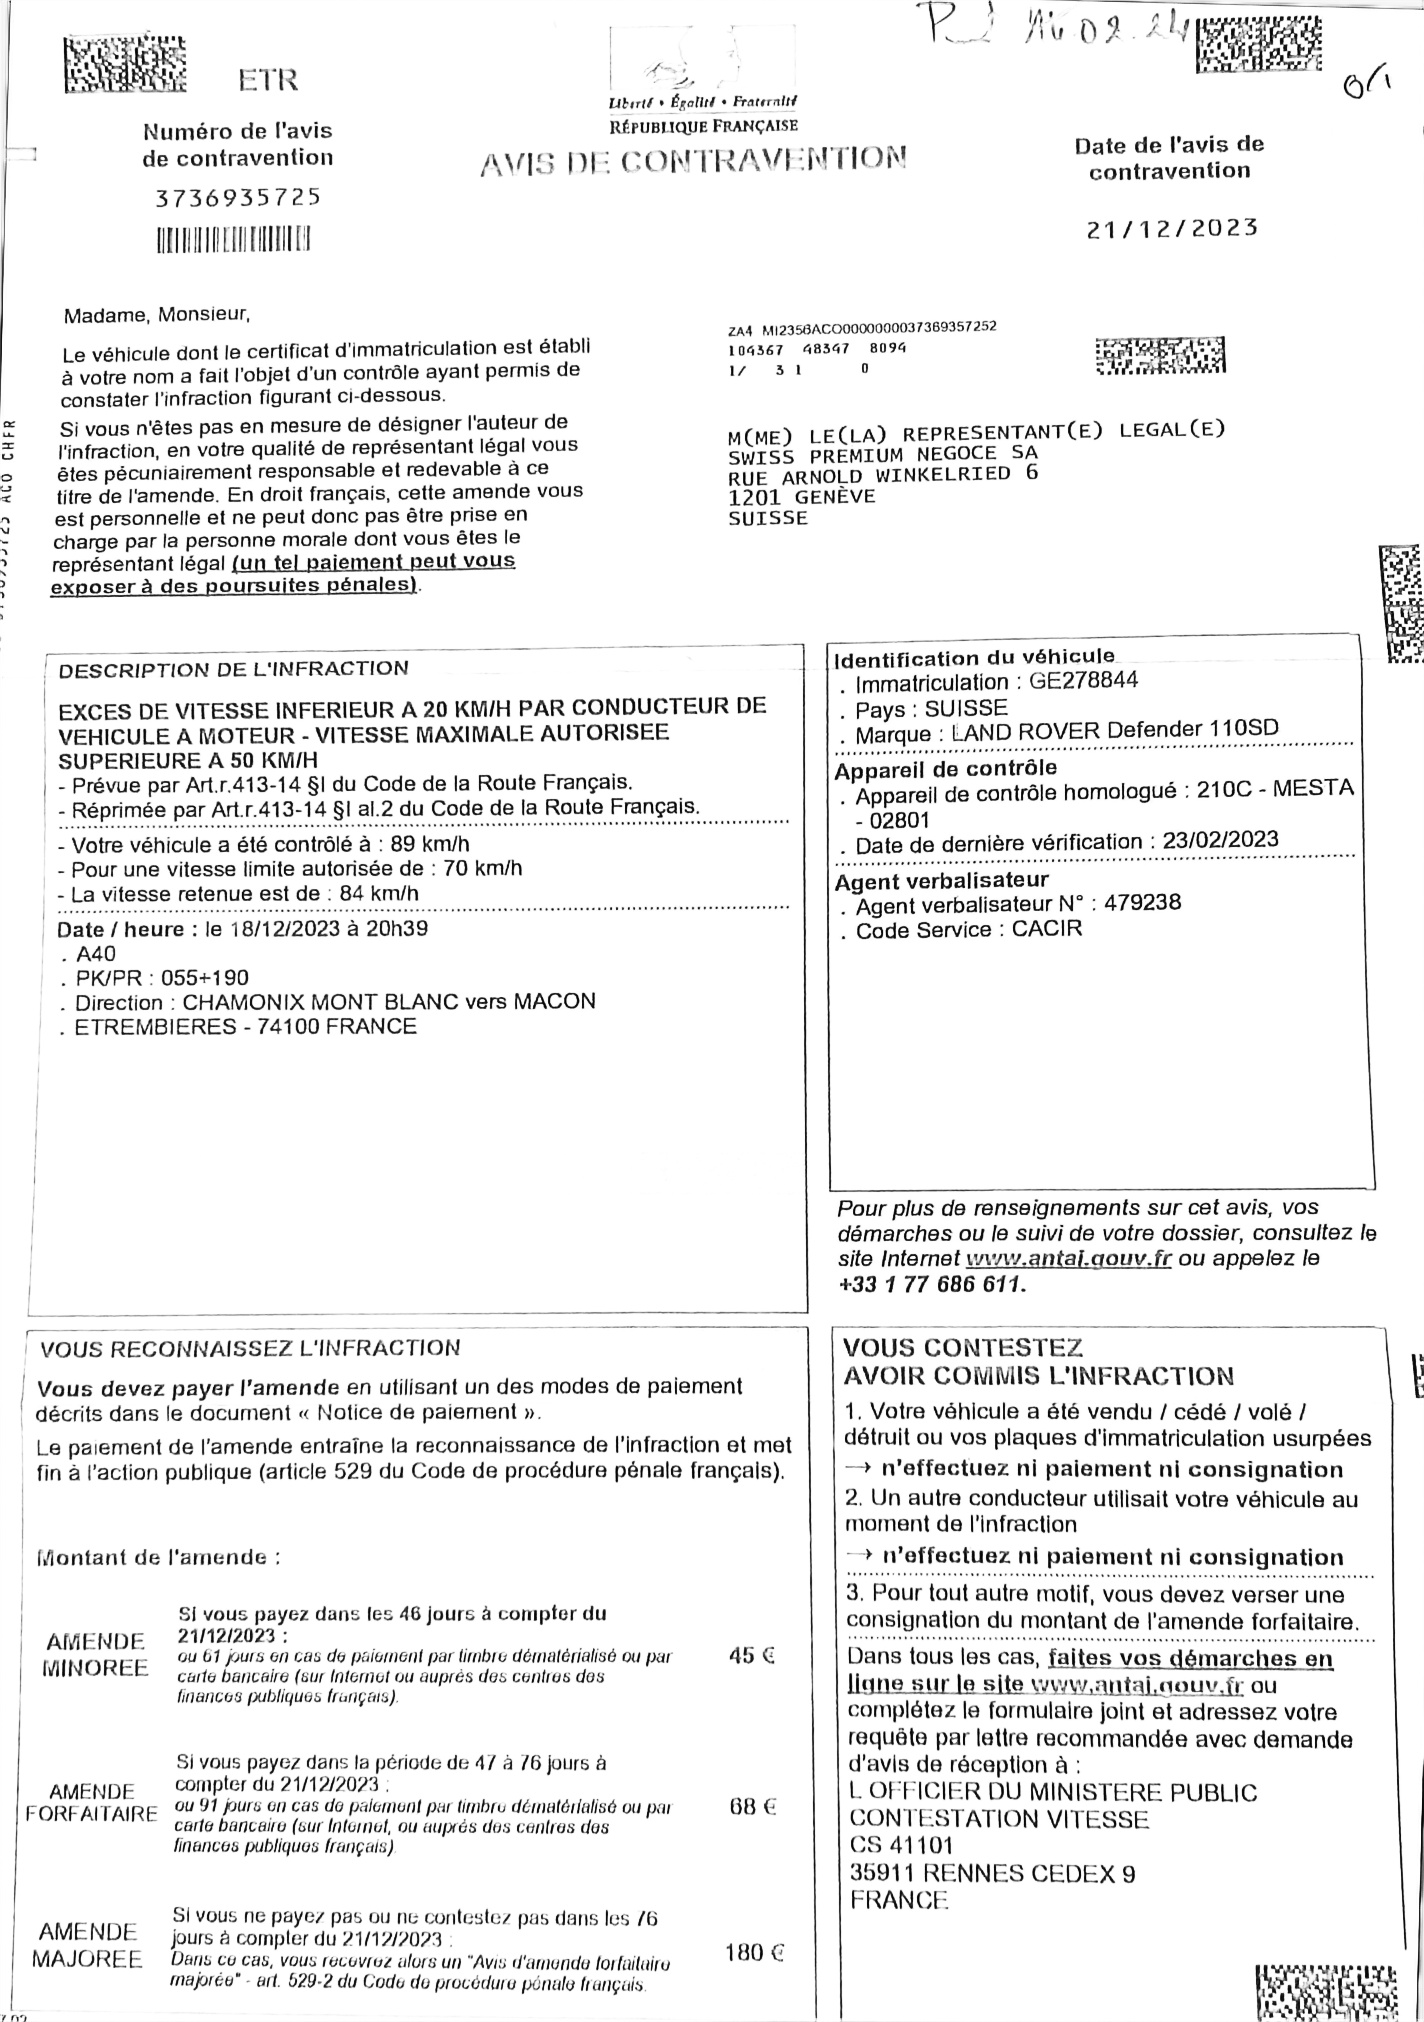 16.02.24
0/1
ETR
Liberté • Égalité • Fraternité
RÉPUBLIQUE FRANÇAISE
AVIS DE CONTRAVENTION
Numéro de l'avis
de contravention
3736935725
Date de l'avis de
contravention
21/12/2023
Madame, Monsieur,
Le véhicule dont le certificat d'immatriculation est établi
à votre nom a fait l'objet d'un contrôle ayant permis de
constater l'infraction figurant ci-dessous.
Si vous n'êtes pas en mesure de désigner l'auteur de
l'infraction, en votre qualité de représentant légal vous
êtes pécuniairement responsable et redevable à ce
titre de l'amende. En droit français, cette amende vous
est personnelle et ne peut donc pas être prise en
charge par la personne morale dont vous êtes le
représentant légal (un tel paiement peut vous
exposer à des poursuites pénales).
ZA4 MI2356ACO0000000037369357252
104367 48347 8094
1/ 3 1 0
M(ME) LE(LA) REPRESENTANT(E) LEGAL(E)
SWISS PREMIUM NEGOCE SA
RUE ARNOLD WINKELRIED 6
1201 GENÈVE
SUISSE
DESCRIPTION DE L'INFRACTION
EXCES DE VITESSE INFERIEUR A 20 KM/H PAR CONDUCTEUR DE
VEHICULE A MOTEUR - VITESSE MAXIMALE AUTORISEE
SUPERIEURE A 50 KM/H
- Prévue par Art.r.413-14 §I du Code de la Route Français.
- Réprimée par Art.r.413-14 §I al.2 du Code de la Route Français.
- Votre véhicule a été contrôlé à : 89 km/h
- Pour une vitesse limite autorisée de : 70 km/h
- La vitesse retenue est de : 84 km/h
Date / heure : le 18/12/2023 à 20h39
. A40
. PK/PR : 055+190
. Direction : CHAMONIX MONT BLANC vers MACON
. ETREMBIERES - 74100 FRANCE
Identification du véhicule
. Immatriculation : GE278844
. Pays : SUISSE
. Marque : LAND ROVER Defender 110SD
Appareil de contrôle
. Appareil de contrôle homologué : 210C - MESTA
- 02801
. Date de dernière vérification : 23/02/2023
Agent verbalisateur
. Agent verbalisateur N° : 479238
. Code Service : CACIR
Pour plus de renseignements sur cet avis, vos
démarches ou le suivi de votre dossier, consultez le
site Internet www.antai.gouv.fr ou appelez le
+33 1 77 686 611.
VOUS RECONNAISSEZ L'INFRACTION
Vous devez payer l'amende en utilisant un des modes de paiement
décrits dans le document « Notice de paiement ».
Le paiement de l'amende entraîne la reconnaissance de l'infraction et met
fin à l'action publique (article 529 du Code de procédure pénale français).
Montant de l'amende :
AMENDE
MINOREE
Si vous payez dans les 46 jours à compter du
21/12/2023 :
ou 61 jours en cas de paiement par timbre dématérialisé ou par
carte bancaire (sur Internet ou auprès des centres des
finances publiques français).
45 €
AMENDE
FORFAITAIRE
Si vous payez dans la période de 47 à 76 jours à
compter du 21/12/2023 :
ou 91 jours en cas de paiement par timbre dématérialisé ou par
carte bancaire (sur Internet, ou auprès des centres des
finances publiques français)
68 €
AMENDE
MAJOREE
Si vous ne payez pas ou ne contestez pas dans les 76
jours à compter du 21/12/2023 :
Dans ce cas, vous recevrez alors un "Avis d'amende forfaitaire
majorée" - art. 529-2 du Code de procédure pénale français.
180 €
VOUS CONTESTEZ
AVOIR COMMIS L'INFRACTION
1. Votre véhicule a été vendu / cédé / volé /
détruit ou vos plaques d'immatriculation usurpées
→ n'effectuez ni paiement ni consignation
2. Un autre conducteur utilisait votre véhicule au
moment de l'infraction
→ n'effectuez ni paiement ni consignation
3. Pour tout autre motif, vous devez verser une
consignation du montant de l'amende forfaitaire.
Dans tous les cas, faites vos démarches en
ligne sur le site www.antai.gouv.fr ou
complétez le formulaire joint et adressez votre
requête par lettre recommandée avec demande
d'avis de réception à :
L OFFICIER DU MINISTERE PUBLIC
CONTESTATION VITESSE
CS 41101
35911 RENNES CEDEX 9
FRANCE